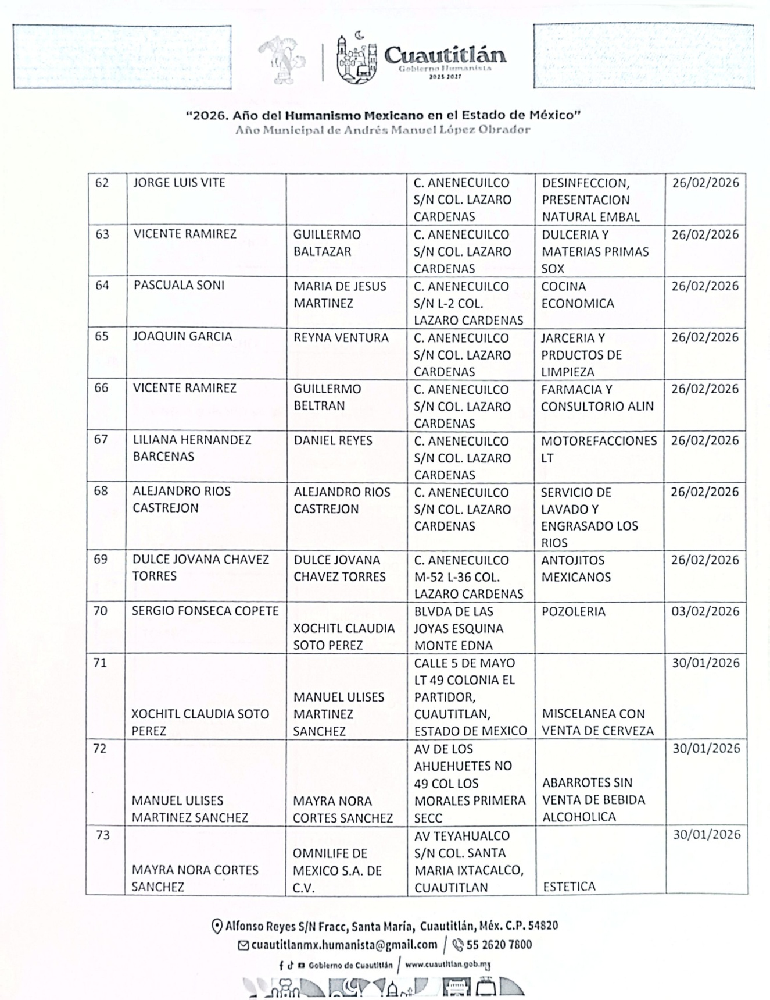 Cuautitlán
Gobierno Humanista
2025-2027
“2026. Año del Humanismo Mexicano en el Estado de México”
Año Municipal de Andrés Manuel López Obrador
62 JORGE LUIS VITE C. ANENECUILCO DESINFECCION, 26/02/2026
S/N COL. LAZARO PRESENTACION
CARDENAS NATURAL EMBAL
63 VICENTE RAMIREZ GUILLERMO C. ANENECUILCO DULCERIA Y 26/02/2026
BALTAZAR S/N COL. LAZARO MATERIAS PRIMAS
CARDENAS SOX
64 PASCUALA SONI MARIA DE JESUS C. ANENECUILCO COCINA 26/02/2026
MARTINEZ S/N L-2 COL. ECONOMICA
LAZARO CARDENAS
65 JOAQUIN GARCIA REYNA VENTURA C. ANENECUILCO JARCERIA Y 26/02/2026
S/N COL. LAZARO PRDUCTOS DE
CARDENAS LIMPIEZA
66 VICENTE RAMIREZ GUILLERMO C. ANENECUILCO FARMACIA Y 26/02/2026
BELTRAN S/N COL. LAZARO CONSULTORIO ALIN
CARDENAS
67 LILIANA HERNANDEZ DANIEL REYES C. ANENECUILCO MOTOREFACCIONES 26/02/2026
BARCENAS S/N COL. LAZARO LT
CARDENAS
68 ALEJANDRO RIOS ALEJANDRO RIOS C. ANENECUILCO SERVICIO DE 26/02/2026
CASTREJON CASTREJON S/N COL. LAZARO LAVADO Y
CARDENAS ENGRASADO LOS
RIOS
69 DULCE JOVANA CHAVEZ DULCE JOVANA C. ANENECUILCO ANTOJITOS 26/02/2026
TORRES CHAVEZ TORRES M-52 L-36 COL. MEXICANOS
LAZARO CARDENAS
70 SERGIO FONSECA COPETE BLVDA DE LAS POZOLERIA 03/02/2026
XOCHITL CLAUDIA JOYAS ESQUINA
SOTO PEREZ MONTE EDNA
71 CALLE 5 DE MAYO 30/01/2026
LT 49 COLONIA EL
MANUEL ULISES PARTIDOR,
XOCHITL CLAUDIA SOTO MARTINEZ CUAUTITLAN, MISCELANEA CON
PEREZ SANCHEZ ESTADO DE MEXICO VENTA DE CERVEZA
72 AV DE LOS 30/01/2026
AHUEHUETES NO
49 COL LOS ABARROTES SIN
MANUEL ULISES MAYRA NORA MORALES PRIMERA VENTA DE BEBIDA
MARTINEZ SANCHEZ CORTES SANCHEZ SECC ALCOHOLICA
73 AV TEYAHUALCO 30/01/2026
OMNILIFE DE S/N COL. SANTA
MAYRA NORA CORTES MEXICO S.A. DE MARIA IXTACALCO,
SANCHEZ C.V. CUAUTITLAN ESTETICA
Alfonso Reyes S/N Fracc, Santa María, Cuautitlán, Méx. C.P. 54820
cuautitlanmx.humanista@gmail.com / 55 2620 7800
Gobierno de Cuautitlán / www.cuautitlan.gob.mx